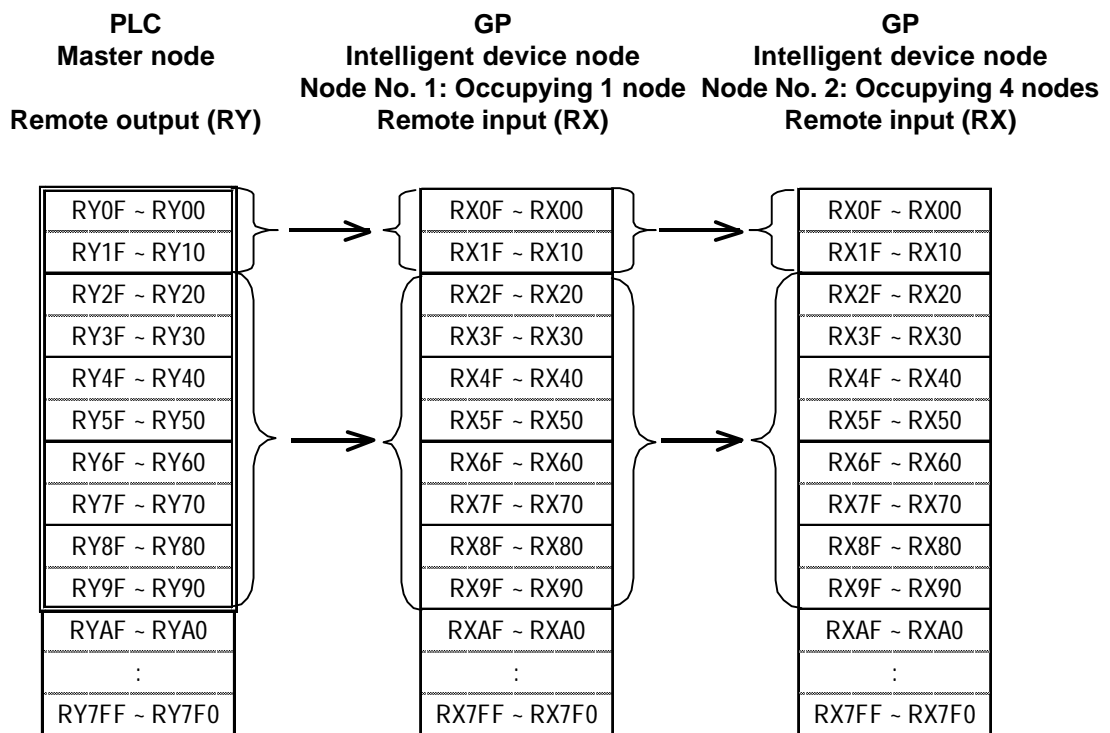 PLC
Master node
Remote output (RY)
GP
Intelligent device node
Node No. 1: Occupying 1 node
Remote input (RX)
GP
Intelligent device node
Node No. 2: Occupying 4 nodes
Remote input (RX)
RY0F ~ RY00
RY1F ~ RY10
RY2F ~ RY20
RY3F ~ RY30
RY4F ~ RY40
RY5F ~ RY50
RY6F ~ RY60
RY7F ~ RY70
RY8F ~ RY80
RY9F ~ RY90
RYAF ~ RYA0
:
RY7FF ~ RY7F0
RX0F ~ RX00
RX1F ~ RX10
RX2F ~ RX20
RX3F ~ RX30
RX4F ~ RX40
RX5F ~ RX50
RX6F ~ RX60
RX7F ~ RX70
RX8F ~ RX80
RX9F ~ RX90
RXAF ~ RXA0
:
RX7FF ~ RX7F0
RX0F ~ RX00
RX1F ~ RX10
RX2F ~ RX20
RX3F ~ RX30
RX4F ~ RX40
RX5F ~ RX50
RX6F ~ RX60
RX7F ~ RX70
RX8F ~ RX80
RX9F ~ RX90
RXAF ~ RXA0
:
RX7FF ~ RX7F0